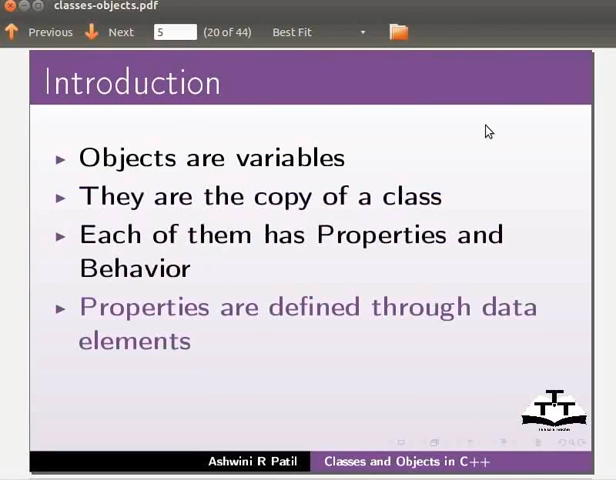 classes-objects.pdf
Previous Next 5 (20 of 44) Best Fit
Introduction
Objects are variables
They are the copy of a class
Each of them has Properties and
Behavior
Properties are defined through data
elements
Ashwini R Patil Classes and Objects in C++